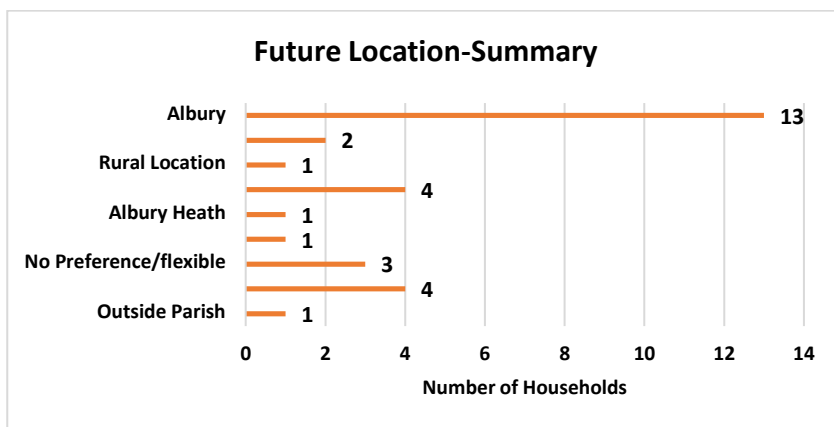 Future Location-Summary
Albury 13
2
Rural Location 1
4
Albury Heath 1
1
No Preference/flexible 3
4
Outside Parish 1
0 2 4 6 8 10 12 14
Number of Households